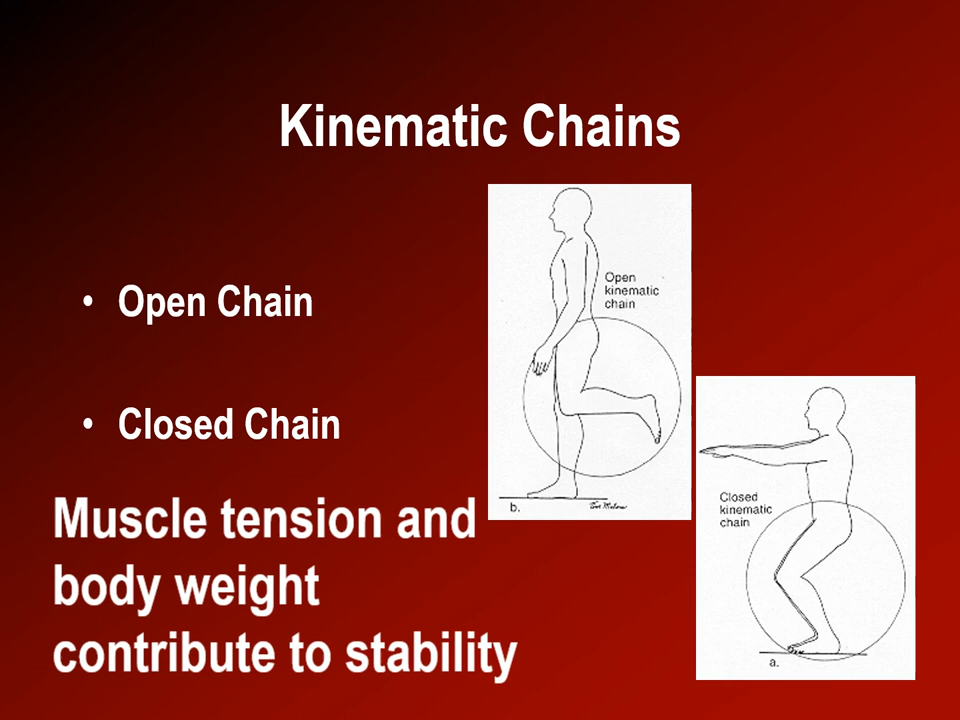 Kinematic Chains
• Open Chain
• Closed Chain
Muscle tension and
body weight
contribute to stability
Open
kinematic
chain
b.
Closed
kinematic
chain
a.